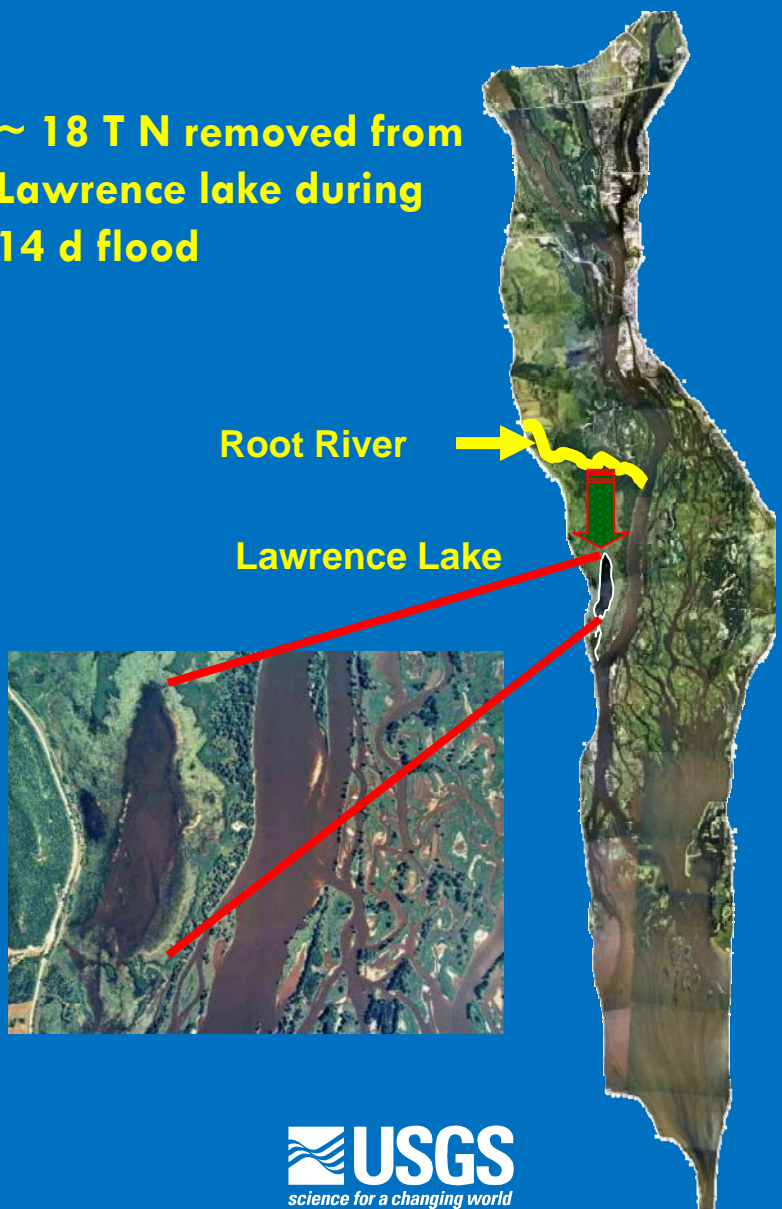 ~ 18 T N removed from
Lawrence lake during
14 d flood
Root River
Lawrence Lake
USGS
science for a changing world